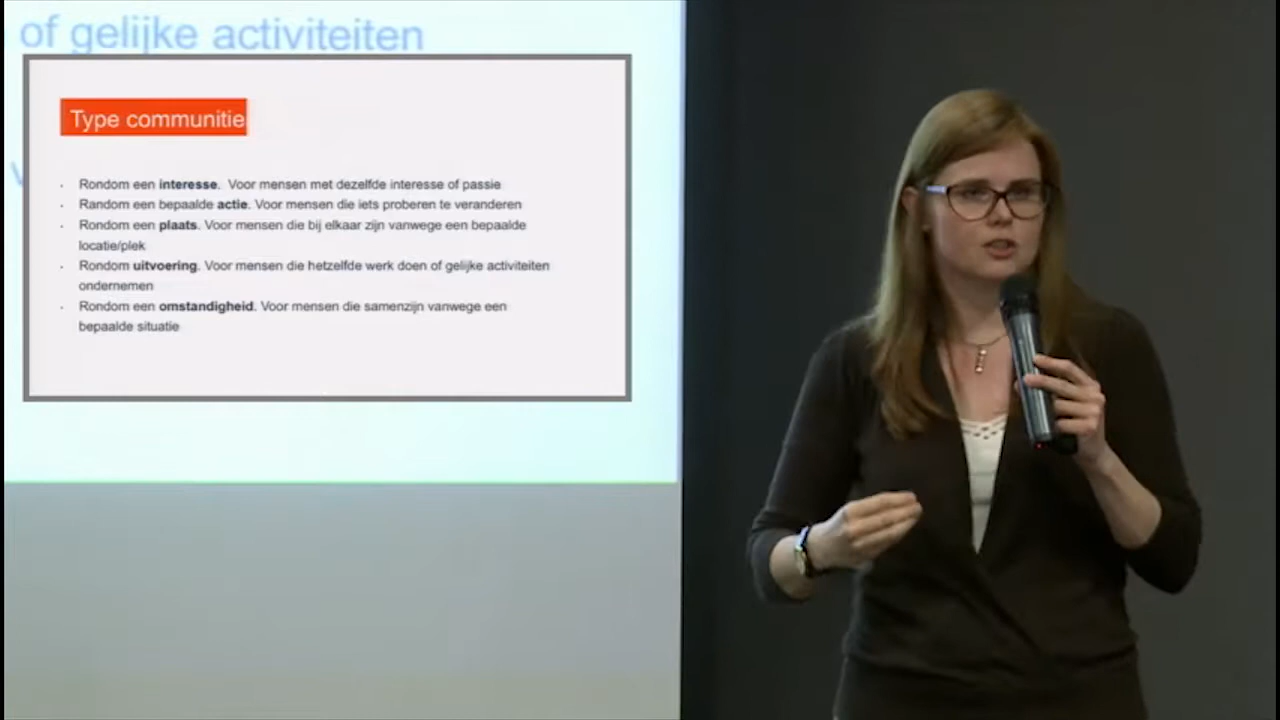 of gelijke activiteiten
Type communitie
Rondom een interesse. Voor mensen met dezelfde interesse of passie
Random een bepaalde actie. Voor mensen die iets proberen te veranderen
Rondom een plaats. Voor mensen die bij elkaar zijn vanwege een bepaalde
locatie/plek
Rondom uitvoering. Voor mensen die hetzelfde werk doen of gelijke activiteiten
ondernemen
Rondom een omstandigheid. Voor mensen die samenzijn vanwege een
bepaalde situatie